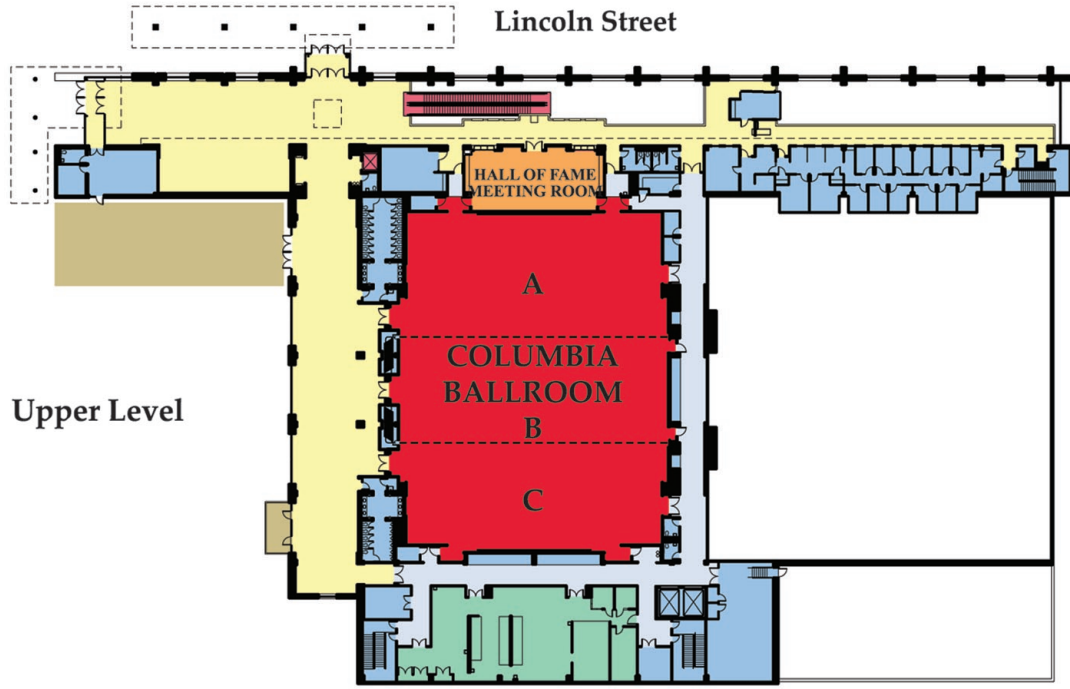 Lincoln Street
HALL OF FAME
MEETING ROOM
A
COLUMBIA
BALLROOM
B
Upper Level
C